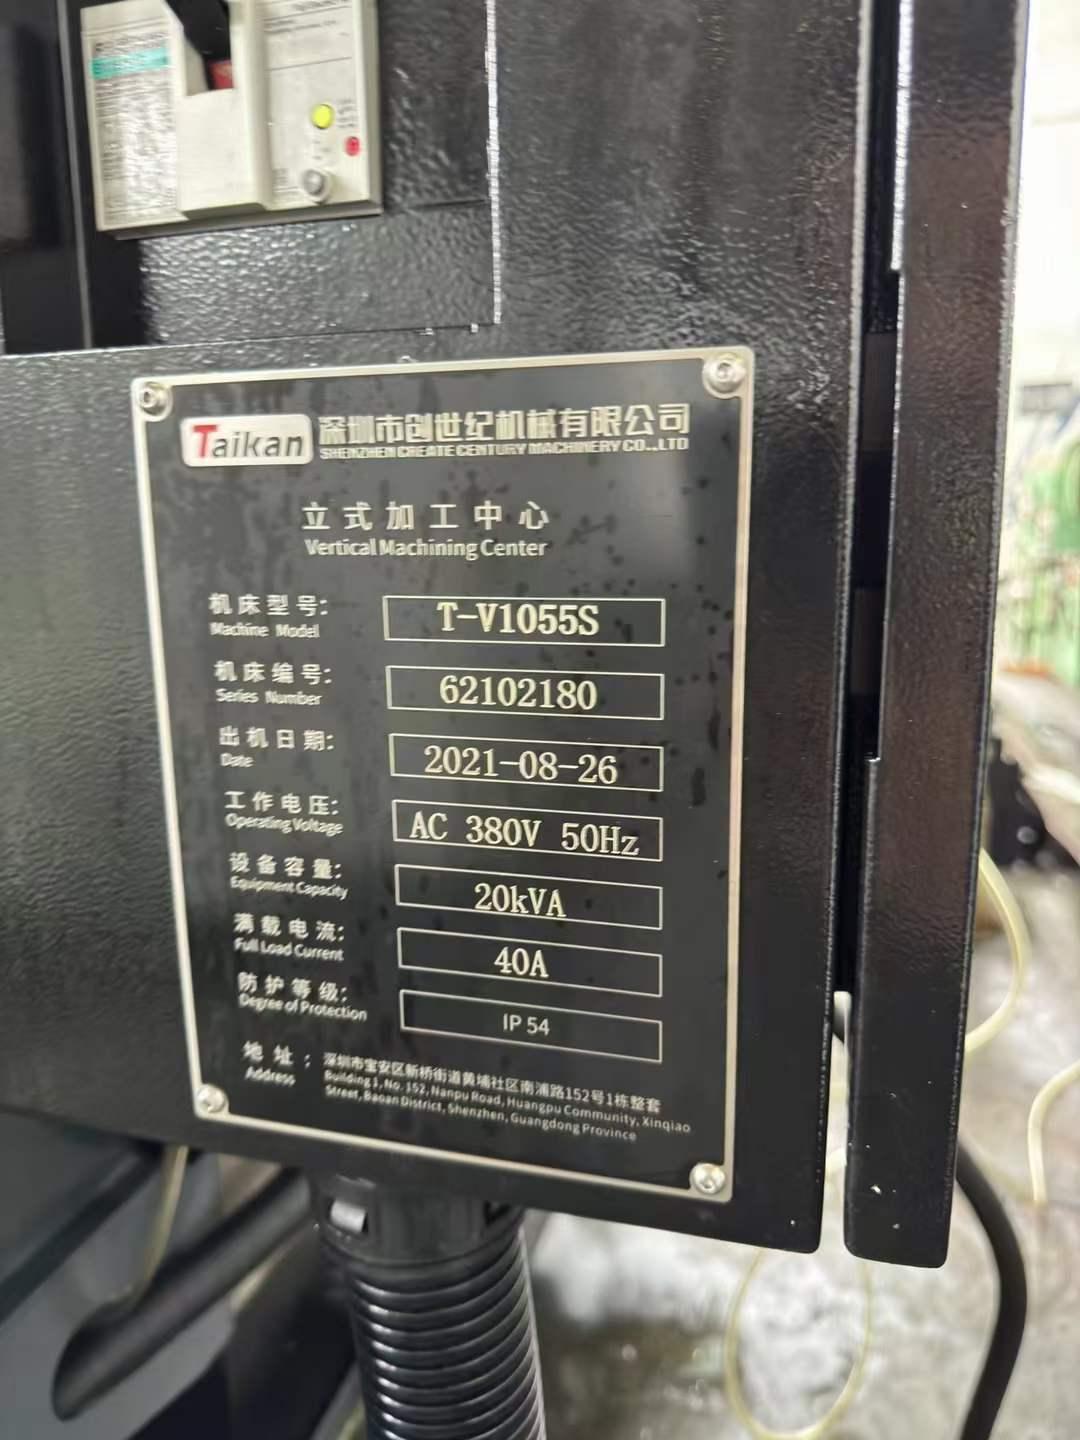 Taikan
深圳市创世纪机械有限公司
SHENZHEN CREATE CENTURY MACHINERY CO.,LTD
立式加工中心
Vertical Machining Center
机床型号: T-V1055S
Machine Model
机床编号: 62102180
Series Number
出机日期: 2021-08-26
Date
工作电压: AC 380V 50Hz
Operating Voltage
设备容量: 20kVA
Equipment Capacity
满载电流: 40A
Full Load Current
防护等级: IP 54
Degree of Protection
地址: 深圳市宝安区新桥街道黄埔社区南浦路152号1栋整套
Address Building 1, No. 152, Nanpu Road, Huangpu Community, Xinqiao
Street, Baoan District, Shenzhen, Guangdong Province